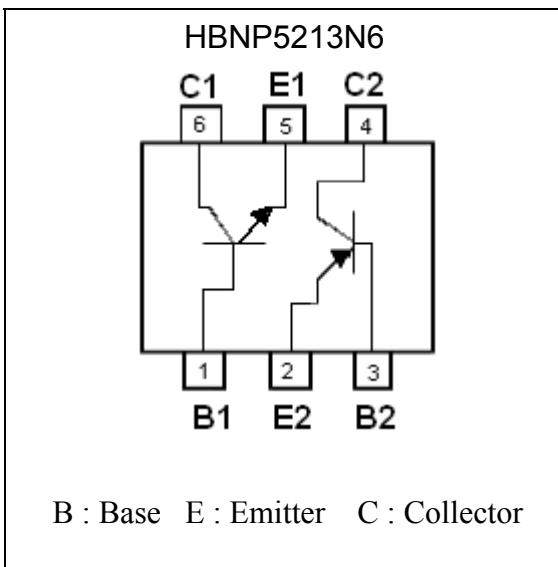 HBNP5213N6
C1 E1 C2
6 5 4
1 2 3
B1 E2 B2
B : Base E : Emitter C : Collector